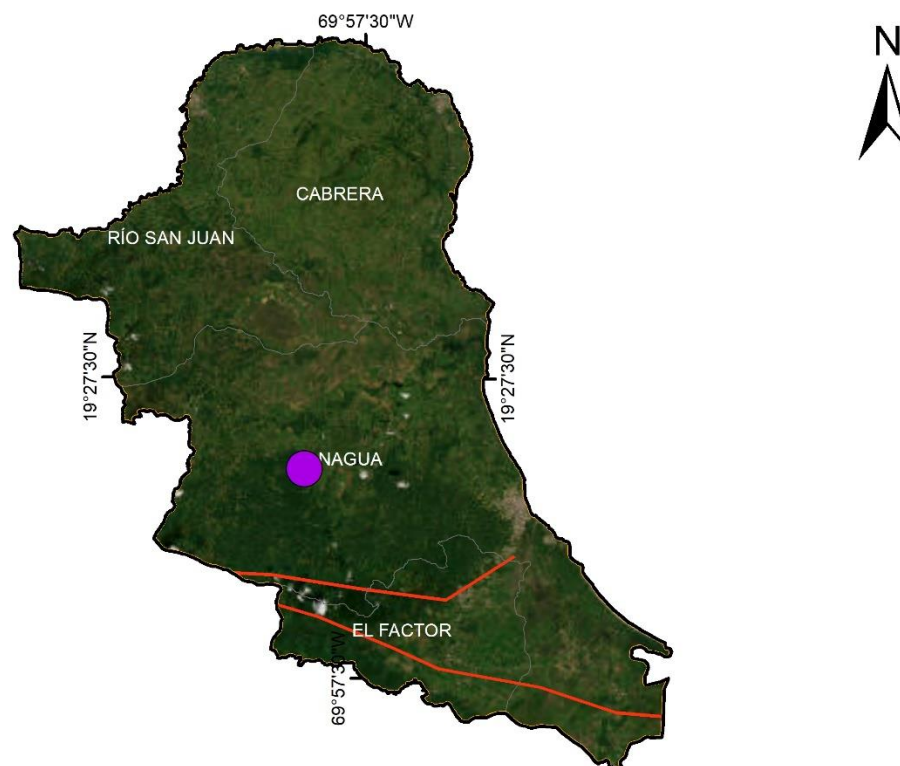 69°57'30"W
N
CABRERA
RÍO SAN JUAN
19°27'30"N
19°27'30"N
NAGUA
EL FACTOR
69°57'30"W